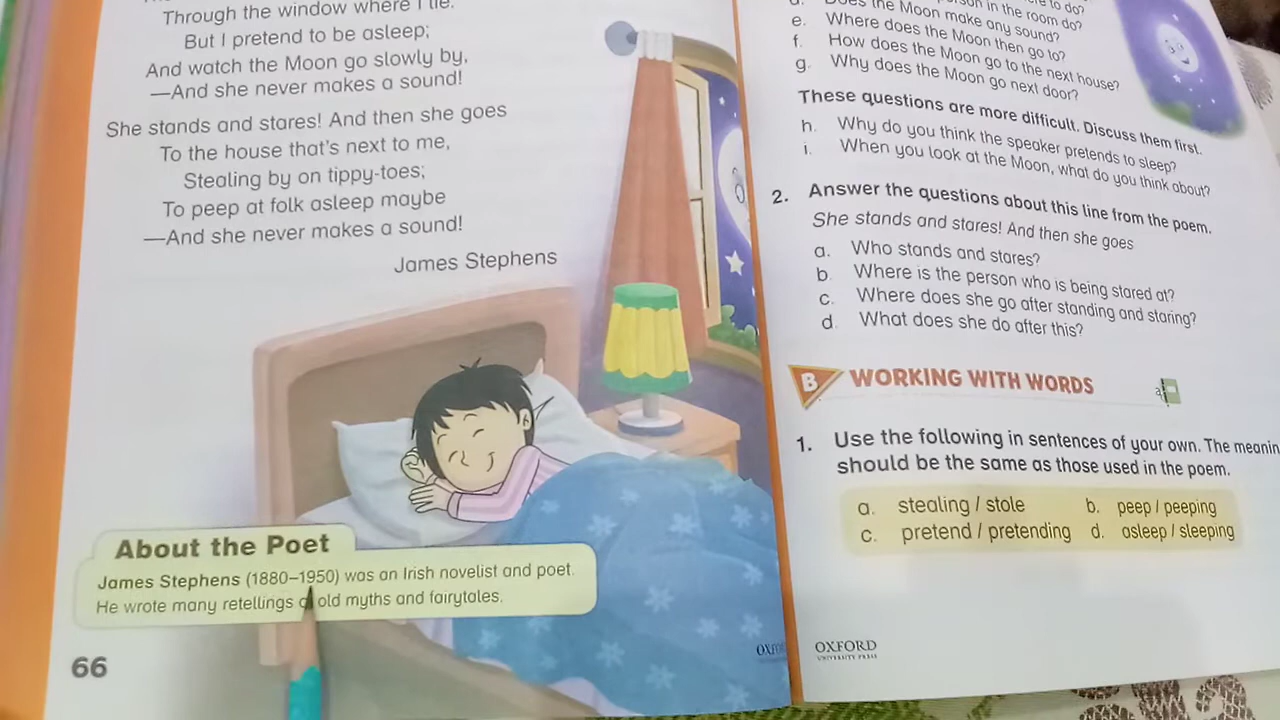 Through the window where I lie.
But I pretend to be asleep;
And watch the Moon go slowly by,
—And she never makes a sound!
She stands and stares! And then she goes
To the house that's next to me,
Stealing by on tippy-toes;
To peep at folk asleep maybe
—And she never makes a sound!
James Stephens
About the Poet
James Stephens (1880–1950) was an Irish novelist and poet.
He wrote many retellings old myths and fairytales.
66
to do?
in the room do?
the Moon make any sound?
e. Where does the Moon then go to?
f. How does the Moon go to the next house?
g. Why does the Moon go next door?
These questions are more difficult. Discuss them first.
h. Why do you think the speaker pretends to sleep?
i. When you look at the Moon, what do you think about?
2. Answer the questions about this line from the poem.
She stands and stares! And then she goes
a. Who stands and stares?
b. Where is the person who is being stared at?
c. Where does she go after standing and staring?
d. What does she do after this?
B WORKING WITH WORDS
1. Use the following in sentences of your own. The
should be the same as those used in the poem.
a. stealing / stole b. peep / peeping
c. pretend / pretending d. asleep / sleeping
OXFORD
UNIVERSITY PRESS